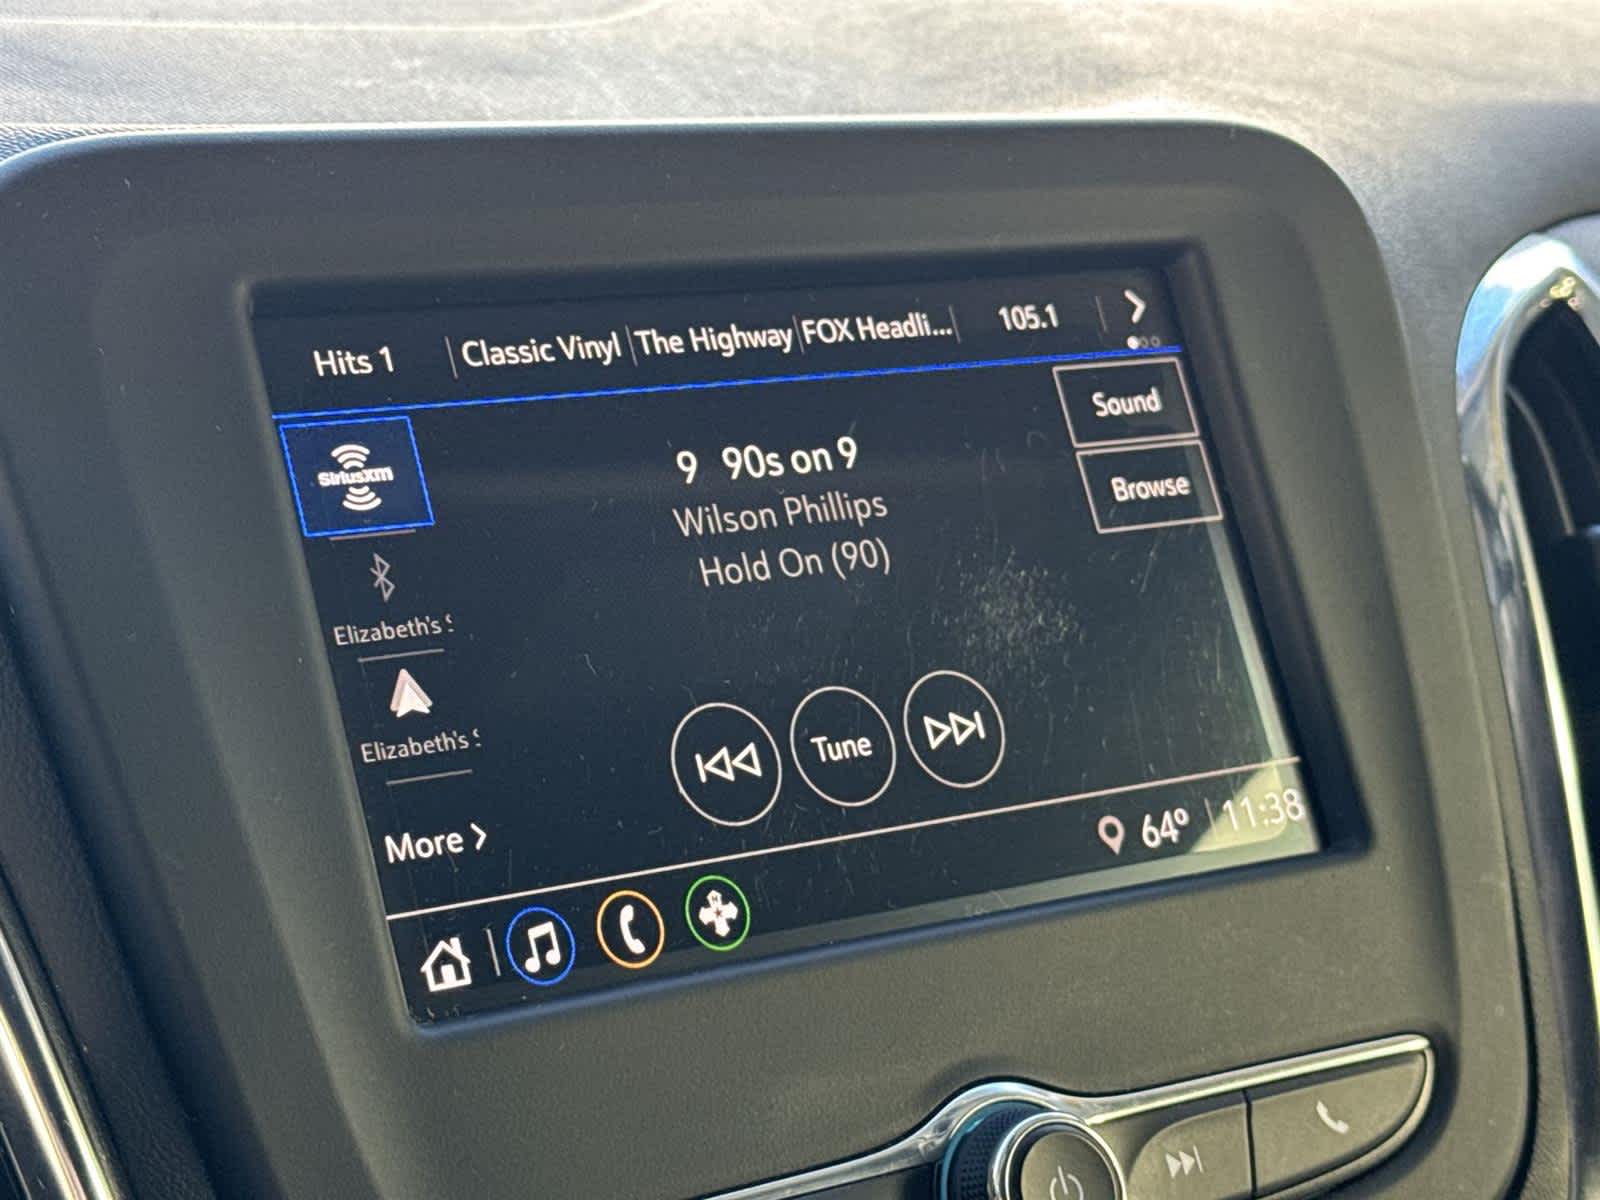 Hits 1
Classic Vinyl
The Highway
FOX Headli...
105.1
Sound
Browse
siriusxm
9 90s on 9
Wilson Phillips
Hold On (90)
Elizabeth's
Elizabeth's
Tune
More
64°
11:38